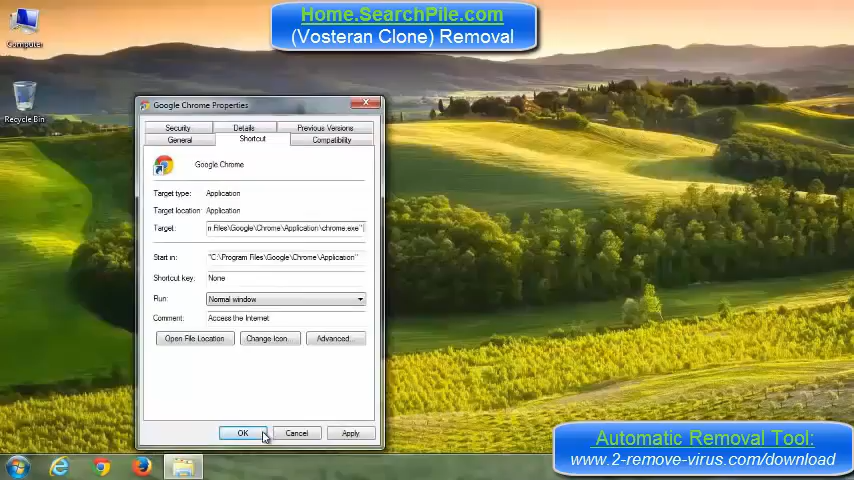 Home.SearchPile.com
(Vosteran Clone) Removal
Computer
Recycle Bin
Google Chrome Properties
Security Details Previous Versions
General Shortcut Compatibility
Google Chrome
Target type: Application
Target location: Application
Target: n Files\Google\Chrome\Application\chrome.exe"
Start in: "C:\Program Files\Google\Chrome\Application"
Shortcut key: None
Run: Normal window
Comment: Access the Internet
Open File Location Change Icon... Advanced...
OK Cancel Apply
Automatic Removal Tool:
www.2-remove-virus.com/download